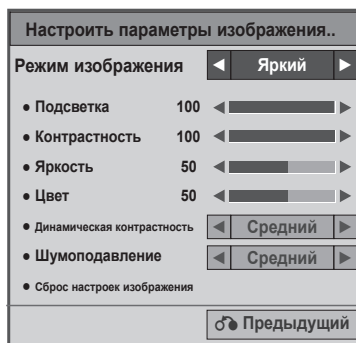 Настроить параметры изображения..
Режим изображения ◀ Яркий ▶
● Подсветка 100
● Контрастность 100
● Яркость 50
● Цвет 50
● Динамическая контрастность ◀ Средний ▶
● Шумоподавление ◀ Средний ▶
● Сброс настроек изображения
Предыдущий